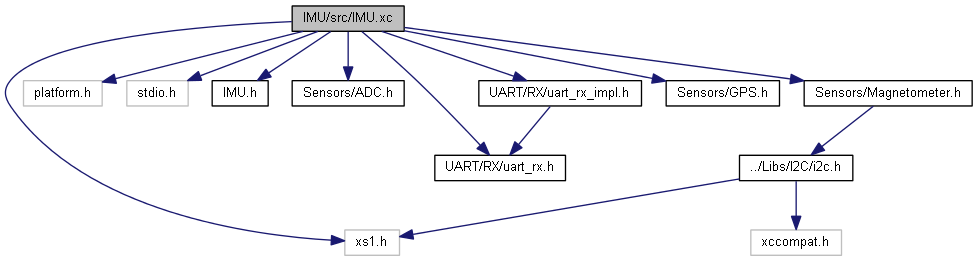 IMU/src/IMU.xc
platform.h
stdio.h
IMU.h
Sensors/ADC.h
UART/RX/uart_rx_impl.h
Sensors/GPS.h
Sensors/Magnetometer.h
UART/RX/uart_rx.h
../Libs/I2C/i2c.h
xs1.h
xccompat.h